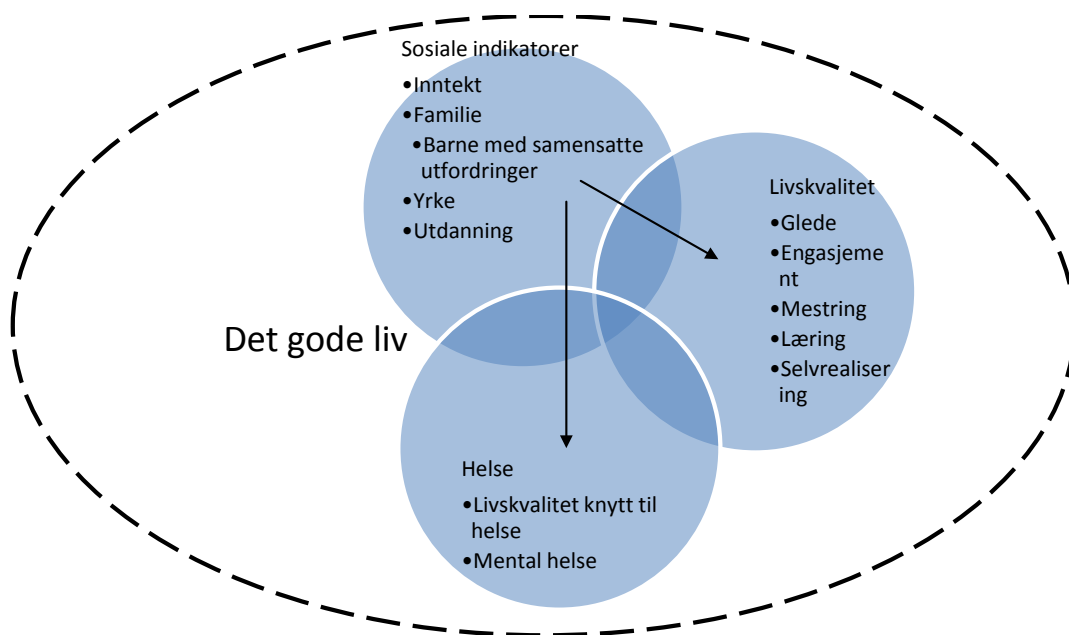 Sosiale indikatorer
•Inntekt
•Familie
•Barne med samensatte
utfordringer
•Yrke
•Utdanning
Livskvalitet
•Glede
•Engasjeme
nt
•Mestring
•Læring
•Selvrealiser
ing
Det gode liv
Helse
•Livskvalitet knytt til
helse
•Mental helse